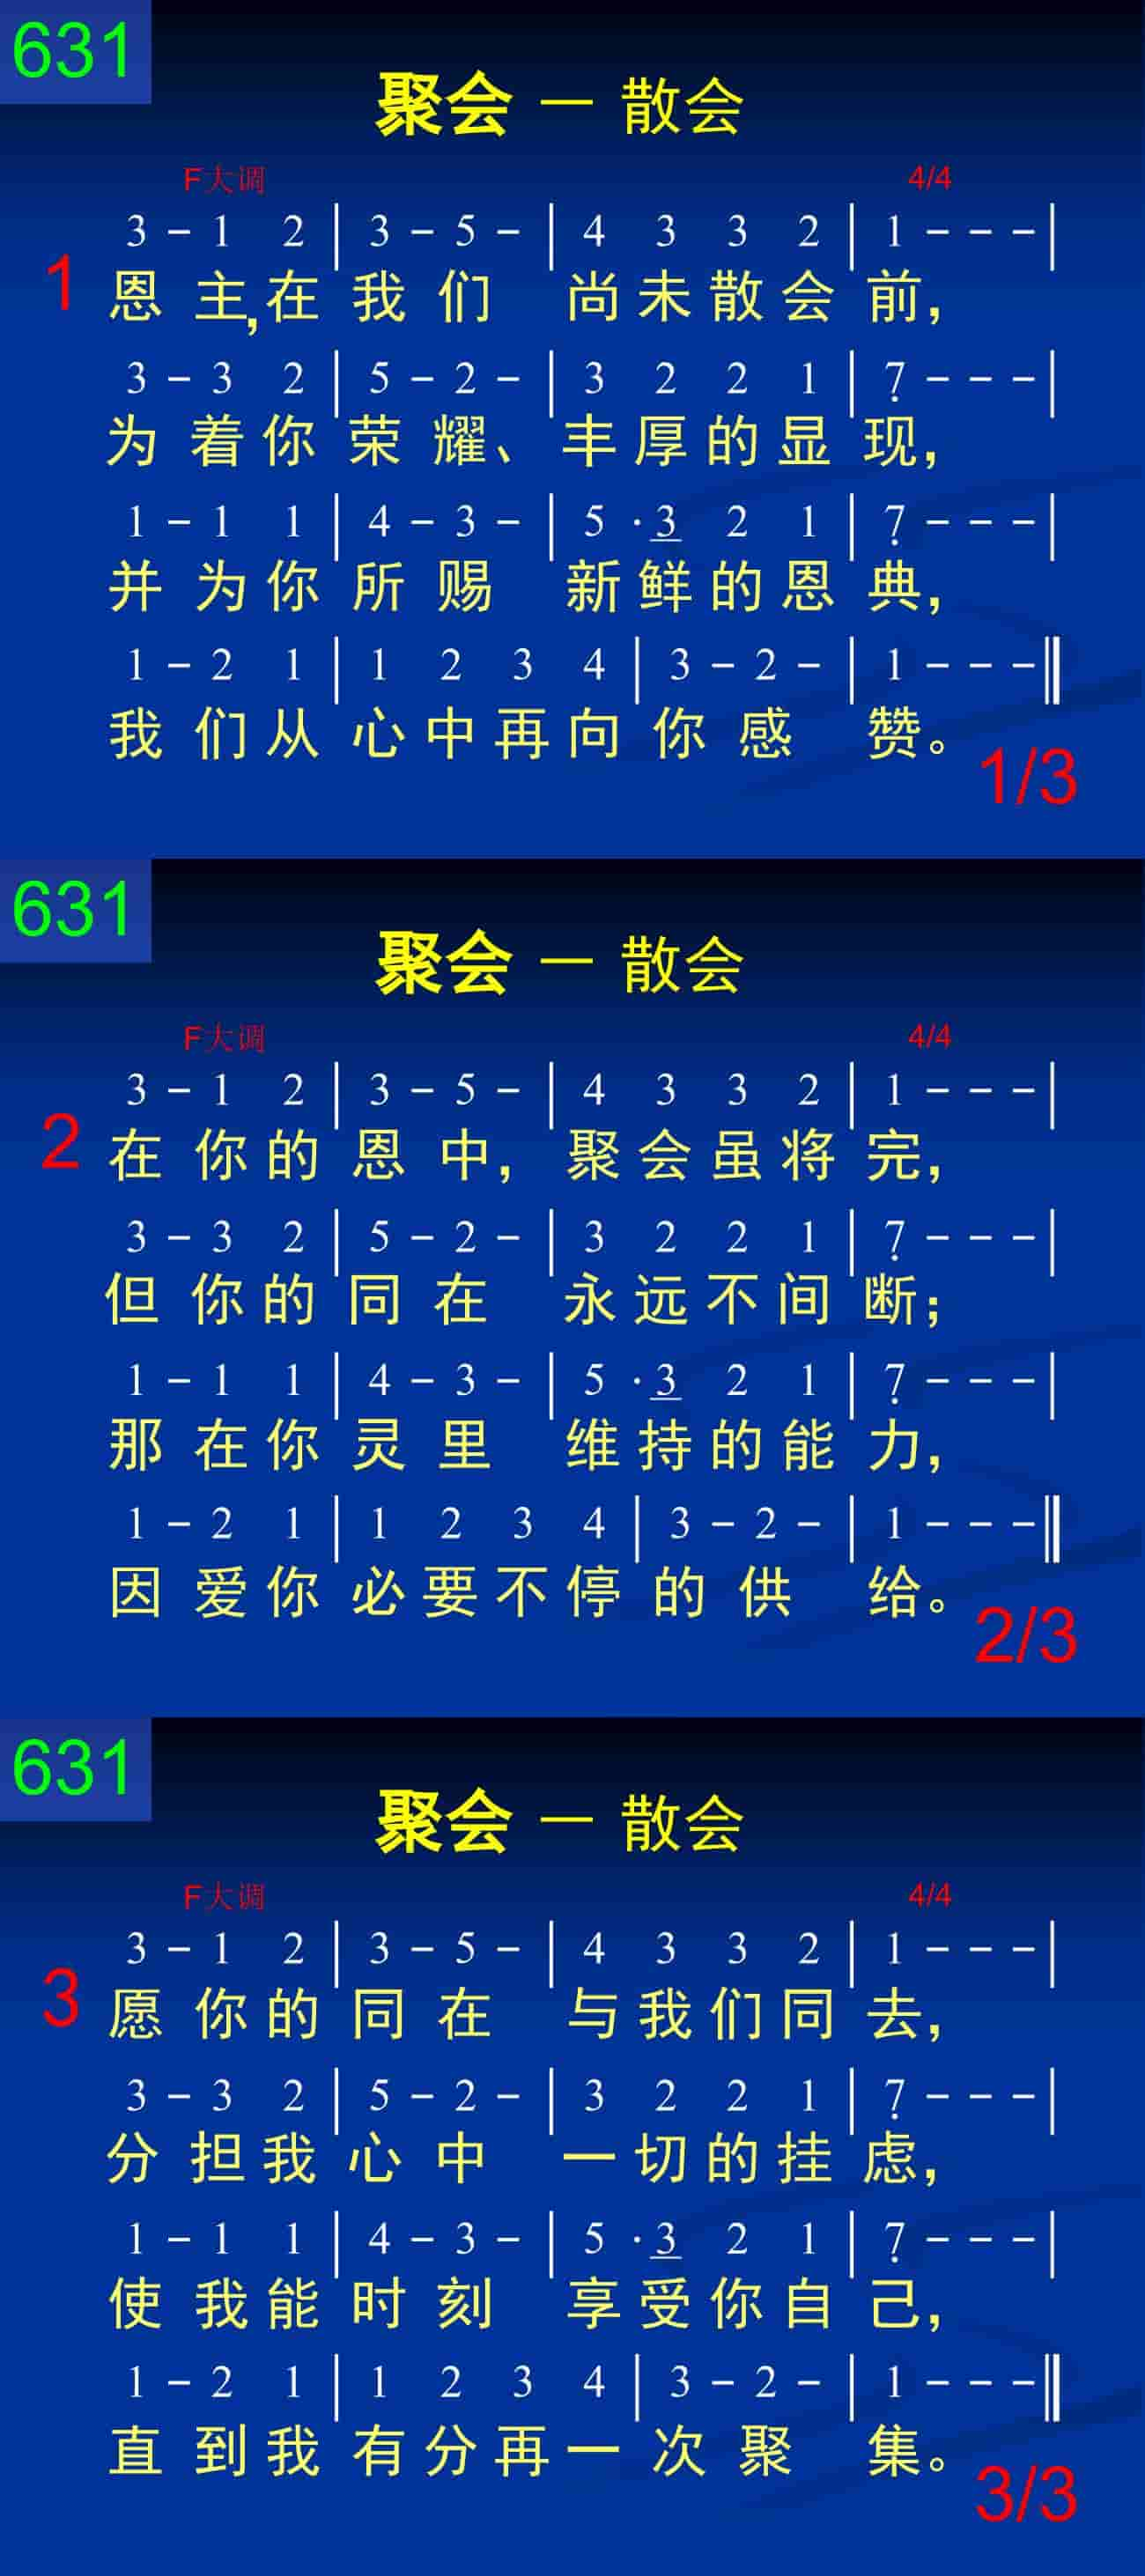 631
聚会 — 散会
F大调 4/4
3 – 1 2 | 3 – 5 – | 4 3 3 2 | 1 – – – |
1 恩主,在我们 尚未散会前，
3 – 3 2 | 5 – 2 – | 3 2 2 1 | 7̣ – – – |
为着你荣耀、丰厚的显现，
1 – 1 1 | 4 – 3 – | 5 · 3̲ 2 1 | 7̣ – – – |
并为你所赐 新鲜的恩典，
1 – 2 1 | 1 2 3 4 | 3 – 2 – | 1 – – – ‖
我们从心中再向你感 赞。
1/3
631
聚会 — 散会
F大调 4/4
3 – 1 2 | 3 – 5 – | 4 3 3 2 | 1 – – – |
2 在你的恩中，聚会虽将完，
3 – 3 2 | 5 – 2 – | 3 2 2 1 | 7̣ – – – |
但你的同在 永远不间断；
1 – 1 1 | 4 – 3 – | 5 · 3̲ 2 1 | 7̣ – – – |
那在你灵里 维持的能力，
1 – 2 1 | 1 2 3 4 | 3 – 2 – | 1 – – – ‖
因爱你必要不停的供 给。
2/3
631
聚会 — 散会
F大调 4/4
3 – 1 2 | 3 – 5 – | 4 3 3 2 | 1 – – – |
3 愿你的同在 与我们同去，
3 – 3 2 | 5 – 2 – | 3 2 2 1 | 7̣ – – – |
分担我心中 一切的挂虑，
1 – 1 1 | 4 – 3 – | 5 · 3̲ 2 1 | 7̣ – – – |
使我能时刻 享受你自己，
1 – 2 1 | 1 2 3 4 | 3 – 2 – | 1 – – – ‖
直到我有分再一次聚 集。
3/3